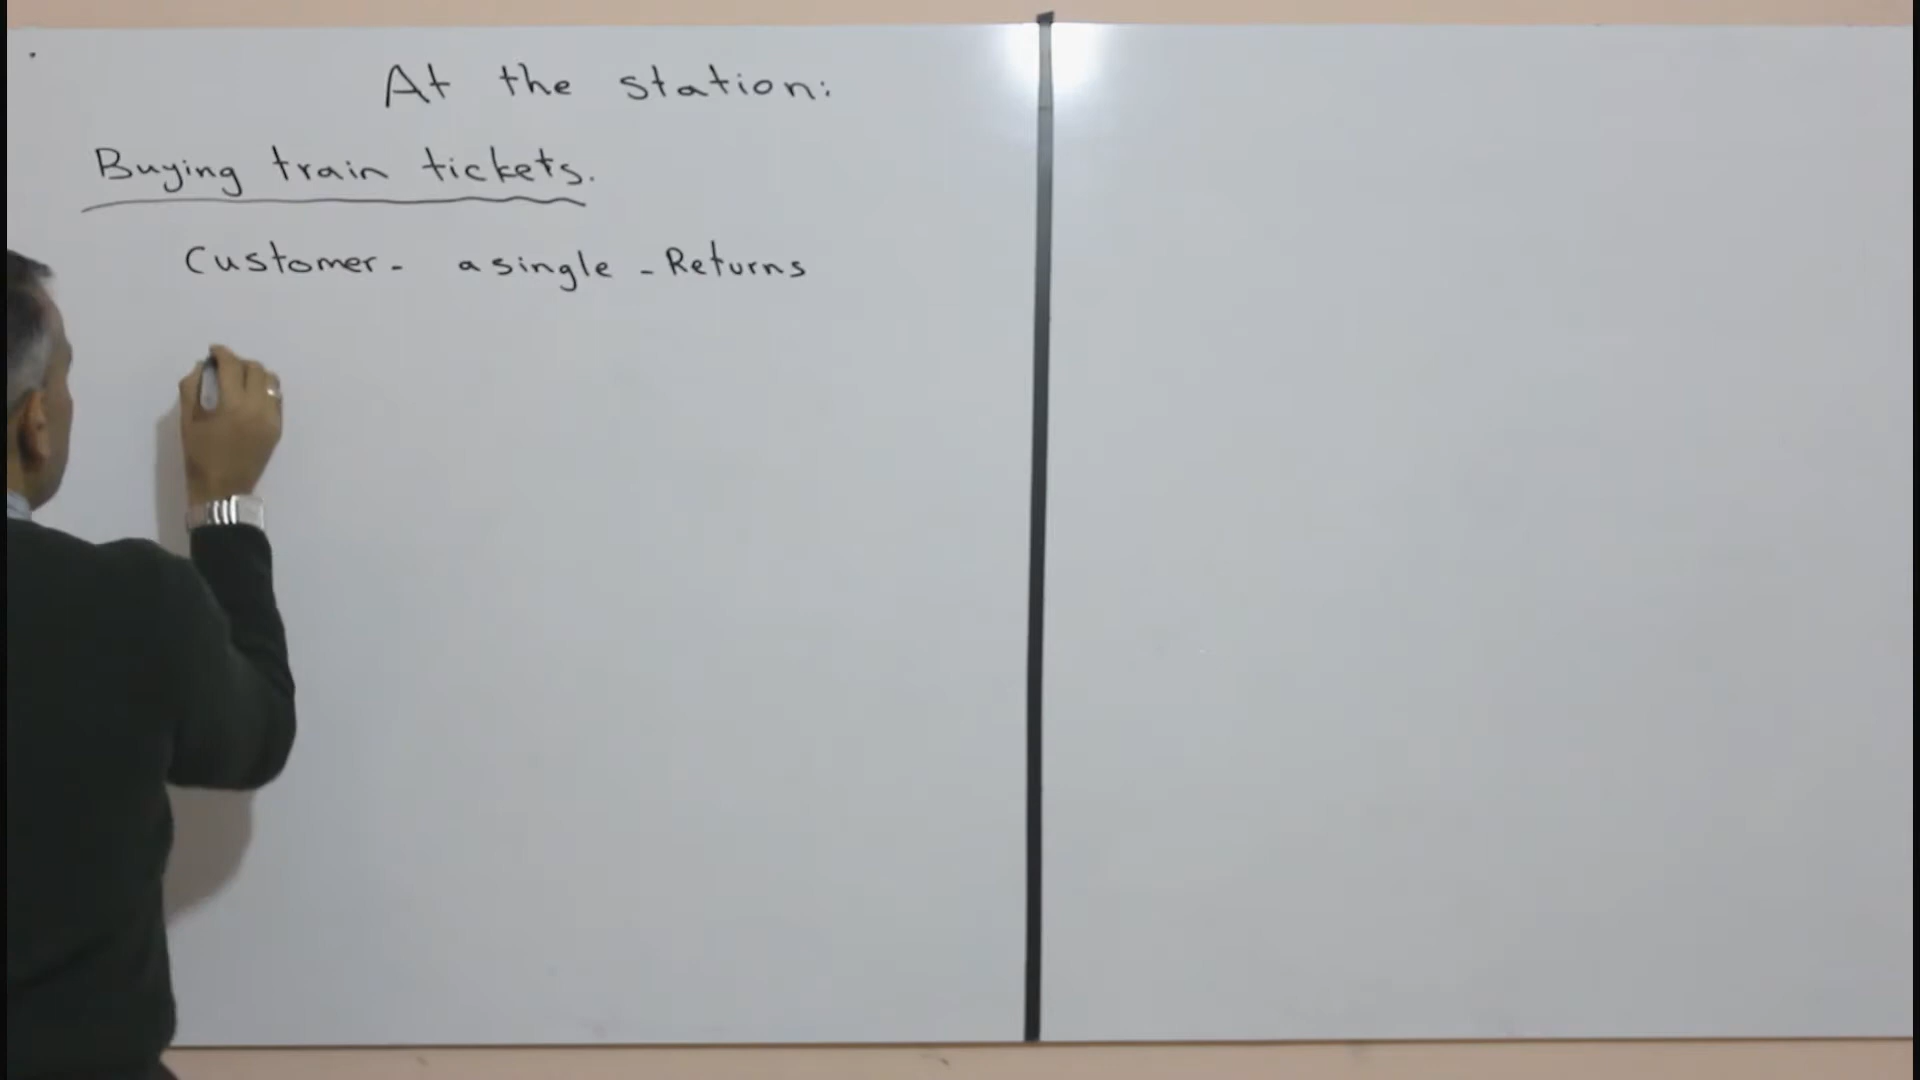 At the station:
Buying train tickets.
Customer - a single - Returns